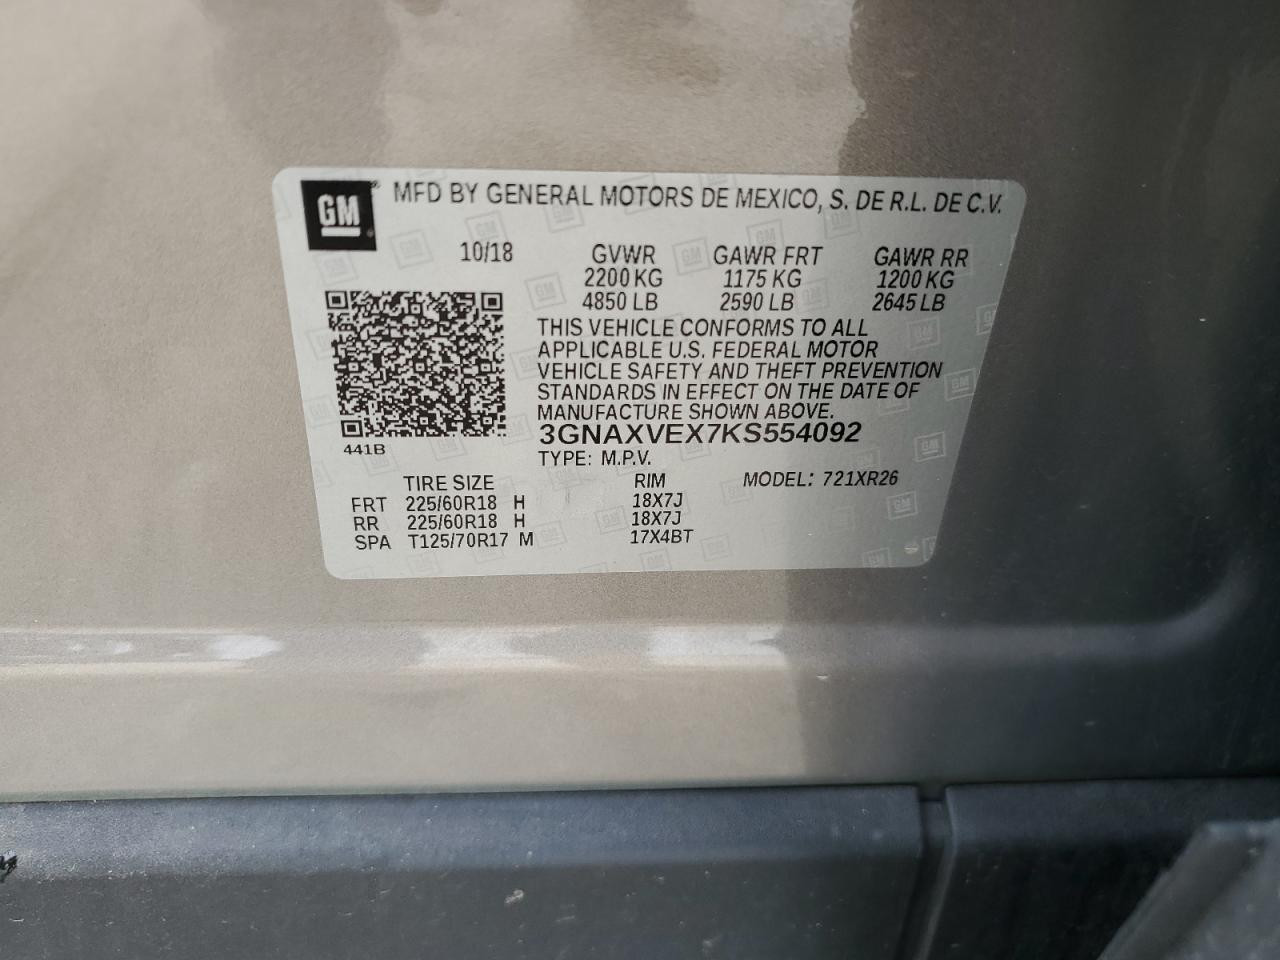 GM MFD BY GENERAL MOTORS DE MEXICO, S. DE R.L. DE C.V.
10/18 GVWR GAWR FRT GAWR RR
2200 KG 1175 KG 1200 KG
4850 LB 2590 LB 2645 LB
THIS VEHICLE CONFORMS TO ALL
APPLICABLE U.S. FEDERAL MOTOR
VEHICLE SAFETY AND THEFT PREVENTION
STANDARDS IN EFFECT ON THE DATE OF
MANUFACTURE SHOWN ABOVE.
3GNAXVEX7KS554092
441B
TYPE: M.P.V.
TIRE SIZE RIM MODEL: 721XR26
FRT 225/60R18 H 18X7J
RR 225/60R18 H 18X7J
SPA T125/70R17 M 17X4BT